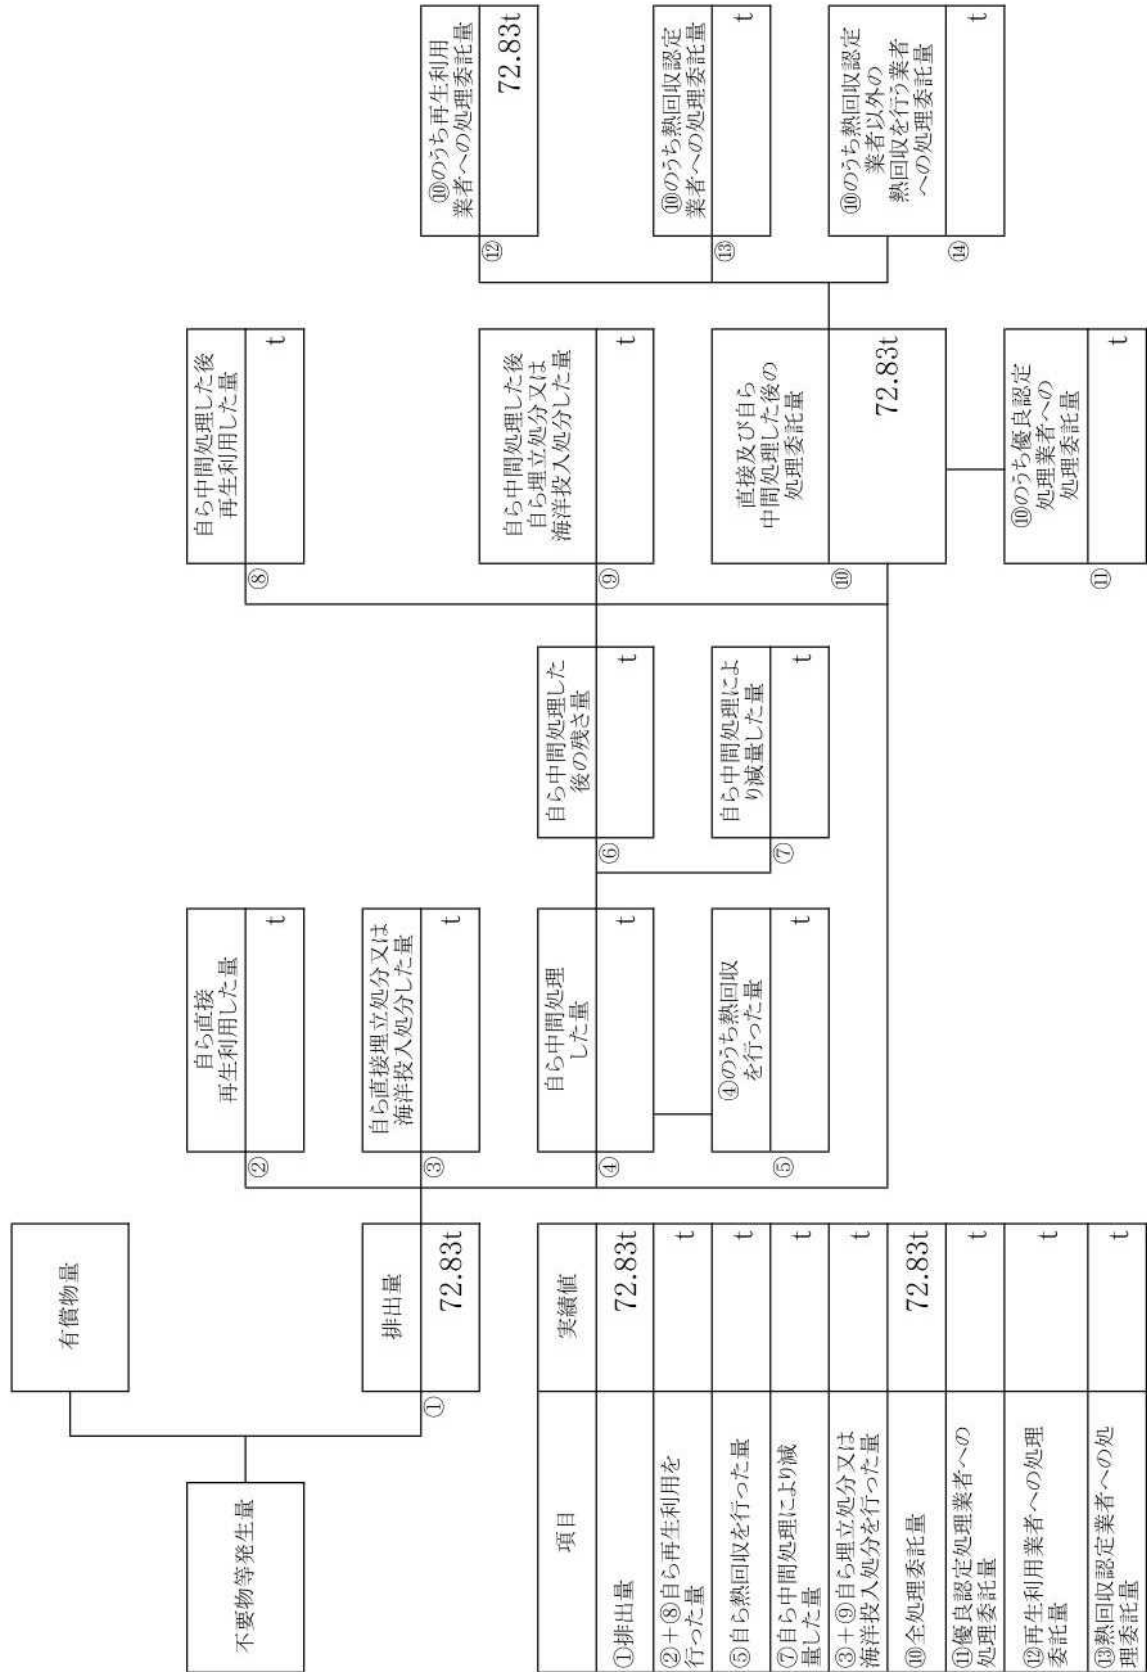 不要物等発生量
有償物量
①
排出量
72.83t
②
自ら直接
再生利用した量
t
③
自ら直接埋立処分又は
海洋投入処分した量
t
④
自ら中間処理
した量
t
⑤
④のうち熱回収
を行った量
t
⑥
自ら中間処理した
後の残さ量
t
⑦
自ら中間処理によ
り減量した量
t
⑧
自ら中間処理した後
再生利用した量
t
⑨
自ら中間処理した後
自ら埋立処分又は
海洋投入処分した量
t
⑩
直接及び自ら
中間処理した後の
処理委託量
72.83t
⑪
⑩のうち優良認定
処理業者への
処理委託量
t
⑫
⑩のうち再生利用
業者への処理委託量
72.83t
⑬
⑩のうち熱回収認定
業者への処理委託量
t
⑭
⑩のうち熱回収認定
業者以外の
熱回収を行う業者
への処理委託量
t
項目
実績値
①排出量
72.83t
②+⑧自ら再生利用を
行った量
t
⑤自ら熱回収を行った量
t
⑦自ら中間処理により減
量した量
t
③+⑨自ら埋立処分又は
海洋投入処分を行った量
t
⑩全処理委託量
72.83t
⑪優良認定処理業者への
処理委託量
t
⑫再生利用業者への処理
委託量
t
⑬熱回収認定業者への処
理委託量
t